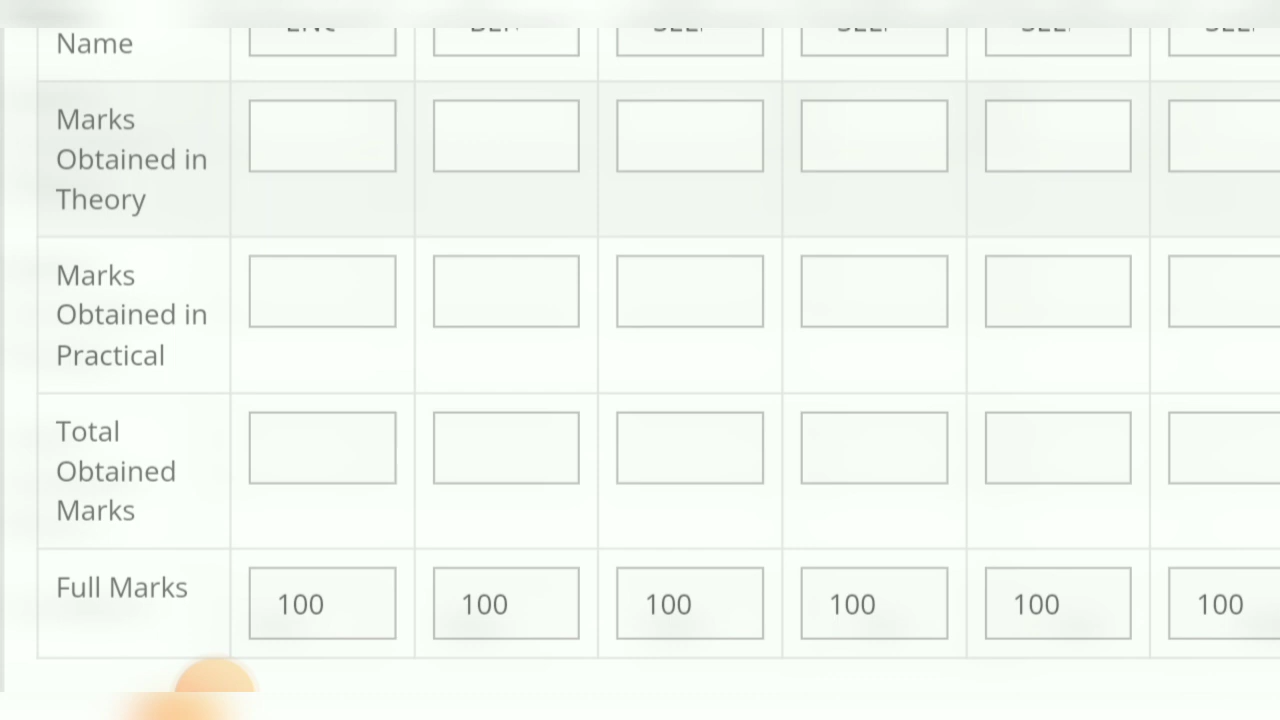 Name
Marks
Obtained in
Theory
Marks
Obtained in
Practical
Total
Obtained
Marks
Full Marks 100 100 100 100 100 100